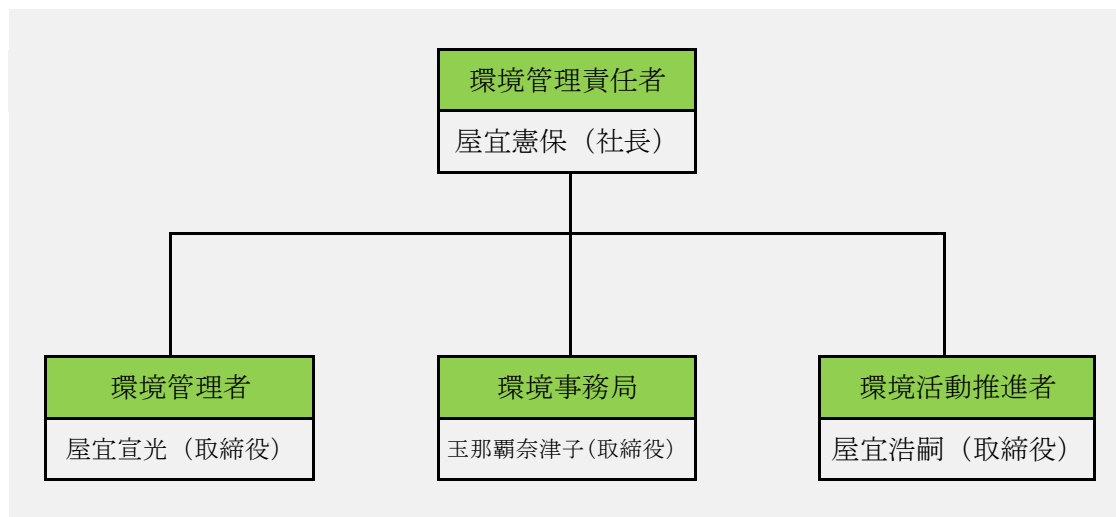 環境管理責任者
屋宜憲保（社長）
環境管理者
屋宜宣光（取締役）
環境事務局
玉那覇奈津子（取締役）
環境活動推進者
屋宜浩嗣（取締役）